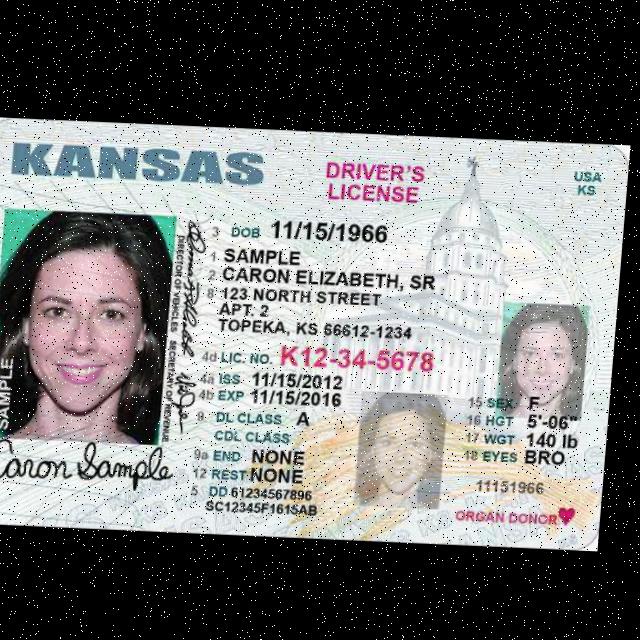 KANSAS
DRIVER'S
LICENSE
USA
KS
3 DOB 11/15/1966
1 SAMPLE
2 CARON ELIZABETH, SR
8 123 NORTH STREET
APT. 2
TOPEKA, KS 66612-1234
4d LIC. NO. K12-34-5678
4a ISS 11/15/2012
4b EXP 11/15/2016
9 DL CLASS A
CDL CLASS
9a END NONE
12 REST NONE
5 DD 61234567896
SC12345F1615AB
15 SEX F
16 HGT 5'-06"
17 WGT 140 lb
18 EYES BRO
11151966
ORGAN DONOR
SAMPLE
Caron Sample
DIRECTOR OF VEHICLES